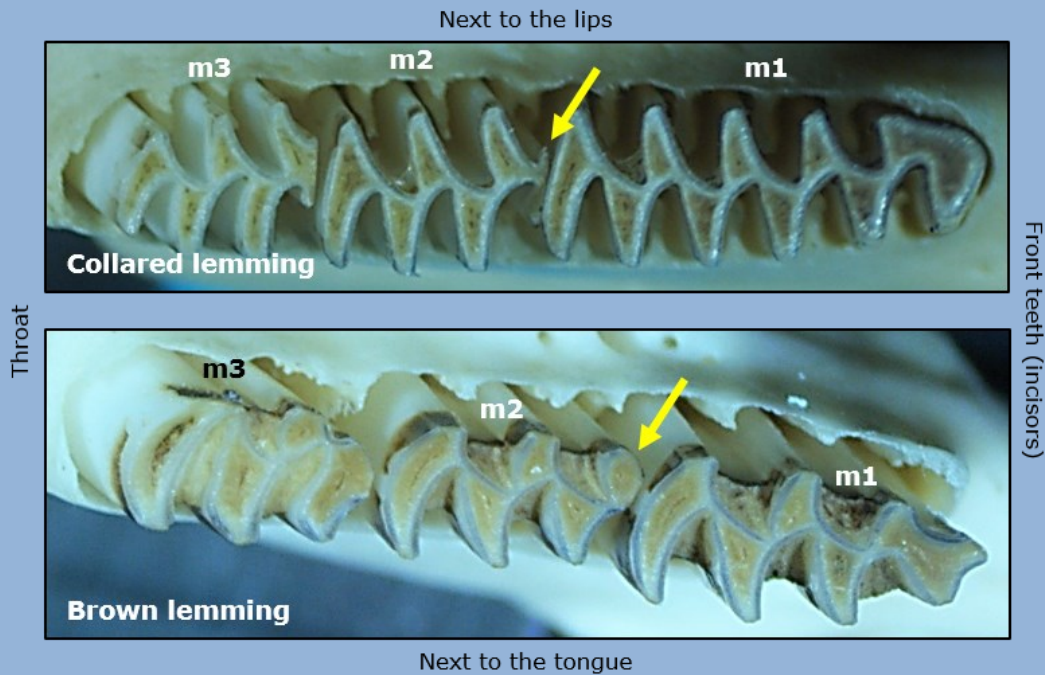 Next to the lips
m3
m2
m1
Collared lemming
Throat
Front teeth (incisors)
m3
m2
m1
Brown lemming
Next to the tongue